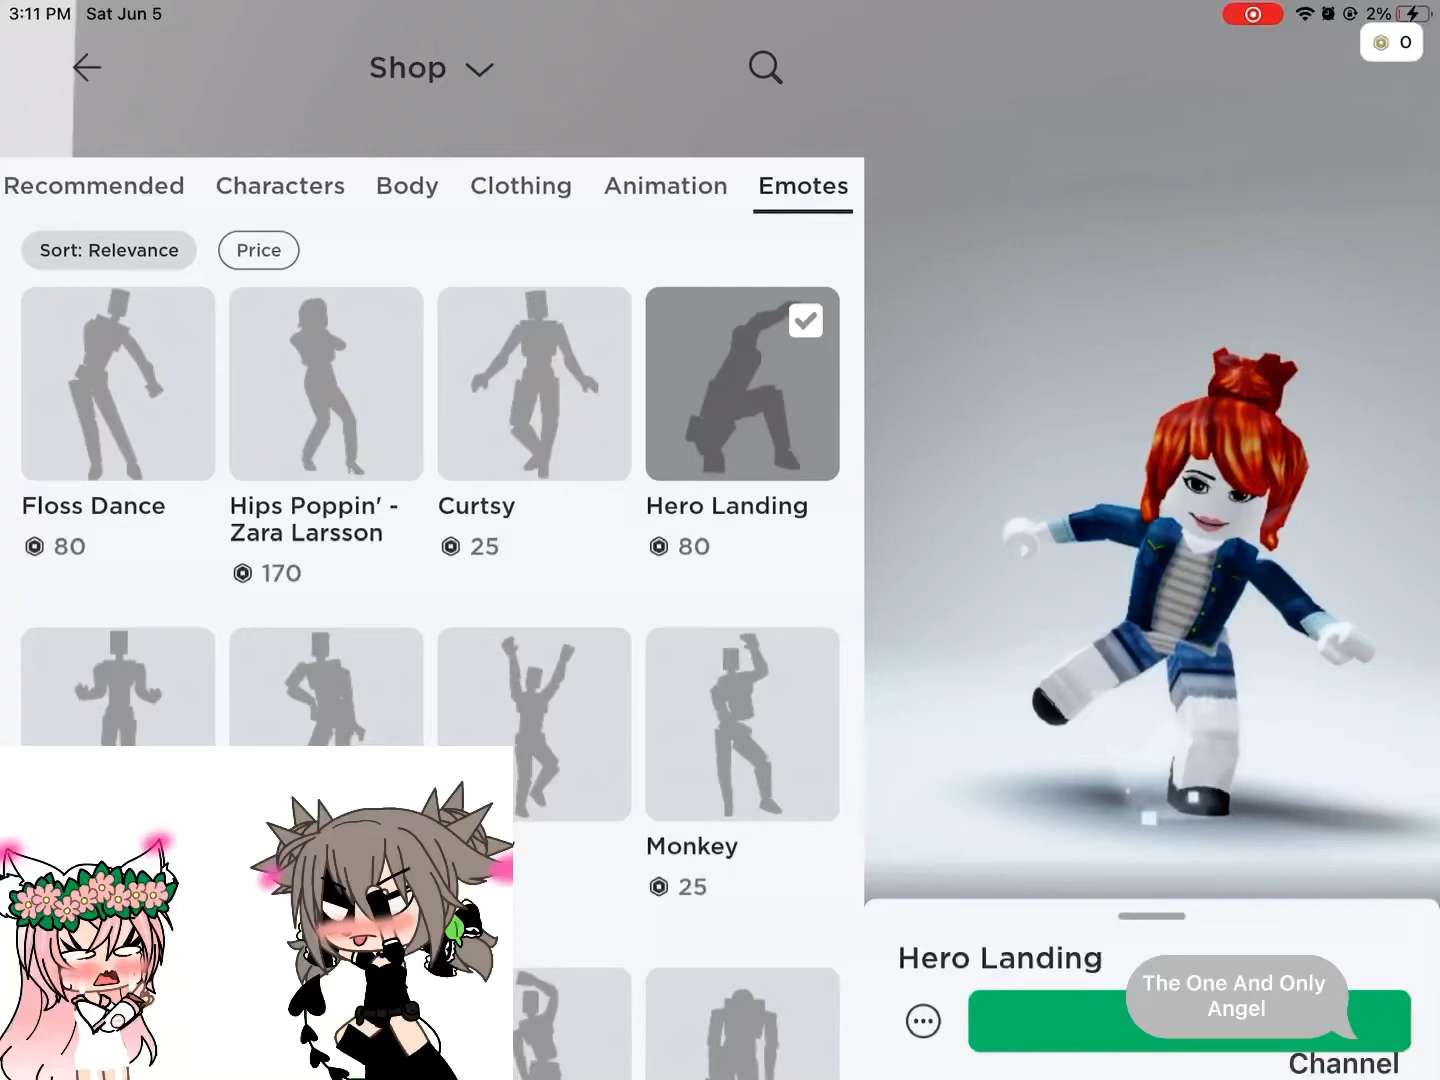 3:11 PM Sat Jun 5
2%
0
Shop
Recommended Characters Body Clothing Animation Emotes
Sort: Relevance Price
Floss Dance
80
Hips Poppin' -
Zara Larsson
170
Curtsy
25
Hero Landing
80
Monkey
25
Hero Landing
The One And Only
Angel
Channel